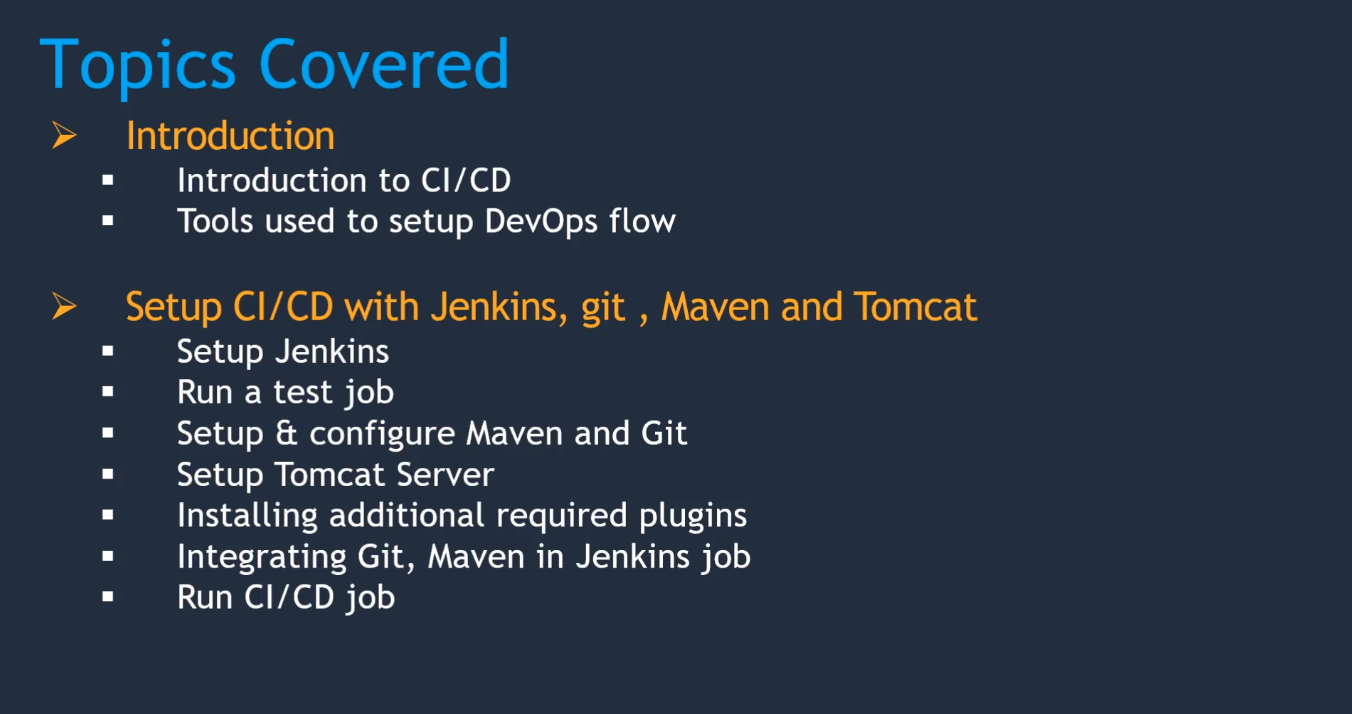 Topics Covered
Introduction
Introduction to CI/CD
Tools used to setup DevOps flow
Setup CI/CD with Jenkins, git , Maven and Tomcat
Setup Jenkins
Run a test job
Setup & configure Maven and Git
Setup Tomcat Server
Installing additional required plugins
Integrating Git, Maven in Jenkins job
Run CI/CD job